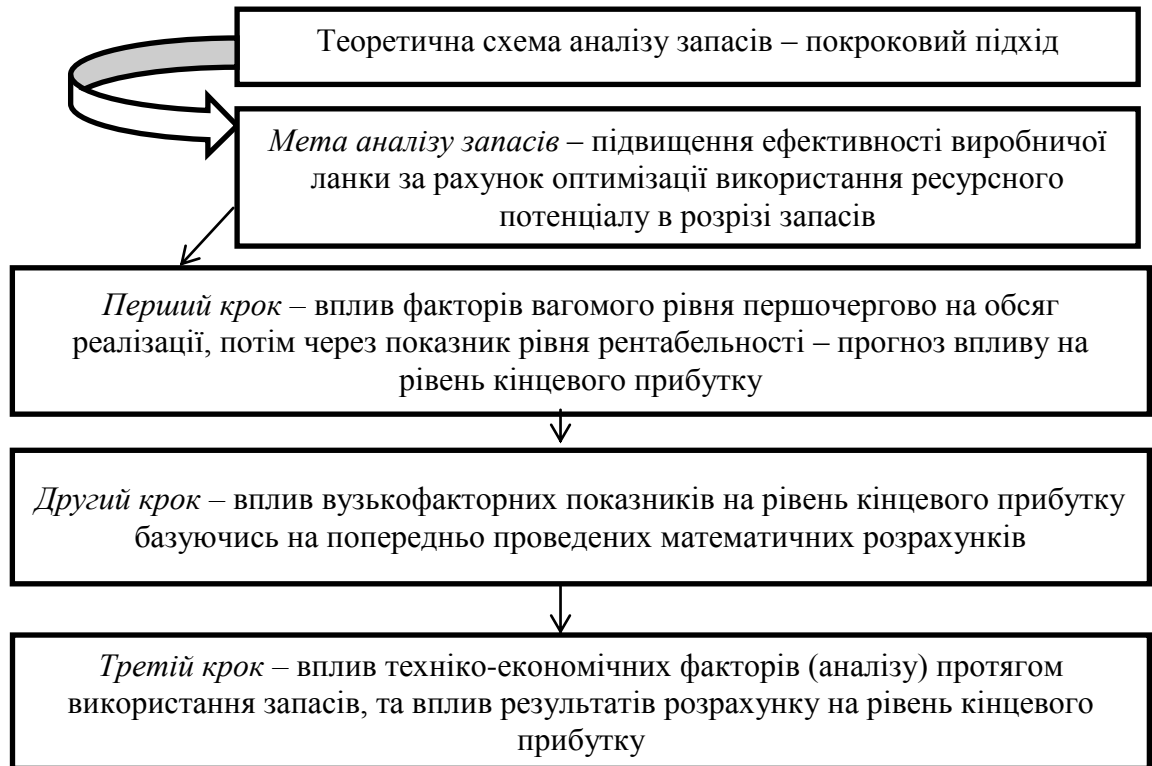 Теоретична схема аналізу запасів – покроковий підхід
Мета аналізу запасів – підвищення ефективності виробничої
ланки за рахунок оптимізації використання ресурсного
потенціалу в розрізі запасів
Перший крок – вплив факторів вагомого рівня першочергово на обсяг
реалізації, потім через показник рівня рентабельності – прогноз впливу на
рівень кінцевого прибутку
Другий крок – вплив вузькофакторних показників на рівень кінцевого прибутку
базуючись на попередньо проведених математичних розрахунків
Третій крок – вплив техніко-економічних факторів (аналізу) протягом
використання запасів, та вплив результатів розрахунку на рівень кінцевого
прибутку